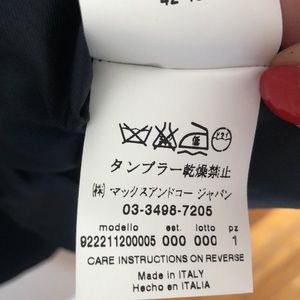 タンブラー乾燥禁止
㈱ マックスアンドコー ジャパン
03-3498-7205
modello est. lotto pz
922211200005 000 000 1
CARE INSTRUCTIONS ON REVERSE
Made in ITALY
Hecho en ITALIA